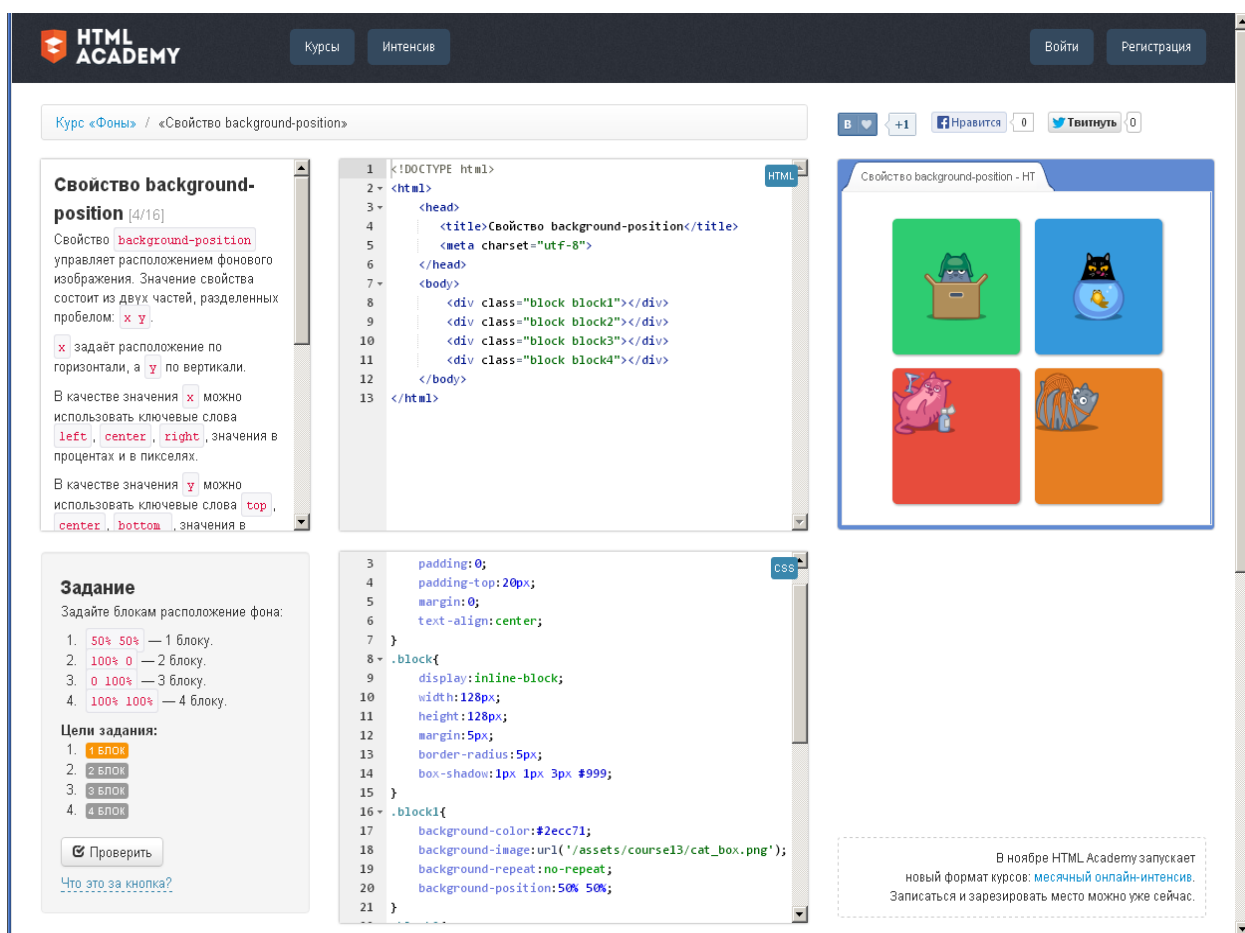 HTML
ACADEMY
Курсы
Интенсив
Войти
Регистрация
Курс «Фоны» / «Свойство background-position»
В
+1
Нравится
0
Твитнуть
0
Свойство background-
position [4/16]
Свойство background-position
управляет расположением фонового
изображения. Значение свойства
состоит из двух частей, разделенных
пробелом: x y.
x задаёт расположение по
горизонтали, а y по вертикали.
В качестве значения x можно
использовать ключевые слова
left, center, right, значения в
процентах и в пикселях.
В качестве значения y можно
использовать ключевые слова top,
center, bottom, значения в
HTML
1 <!DOCTYPE html>
2 <html>
3 <head>
4 <title>Свойство background-position</title>
5 <meta charset="utf-8">
6 </head>
7 <body>
8 <div class="block block1"></div>
9 <div class="block block2"></div>
10 <div class="block block3"></div>
11 <div class="block block4"></div>
12 </body>
13 </html>
Свойство background-position - HT
Задание
Задайте блокам расположение фона:
1. 50% 50% — 1 блоку.
2. 100% 0 — 2 блоку.
3. 0 100% — 3 блоку.
4. 100% 100% — 4 блоку.
Цели задания:
1. 1 БЛОК
2. 2 БЛОК
3. 3 БЛОК
4. 4 БЛОК
Проверить
Что это за кнопка?
CSS
3 padding:0;
4 padding-top:20px;
5 margin:0;
6 text-align:center;
7 }
8 .block{
9 display:inline-block;
10 width:128px;
11 height:128px;
12 margin:5px;
13 border-radius:5px;
14 box-shadow:1px 1px 3px #999;
15 }
16 .block1{
17 background-color:#2ecc71;
18 background-image:url('/assets/course13/cat_box.png');
19 background-repeat:no-repeat;
20 background-position:50% 50%;
21 }
В ноябре HTML Academy запускает
новый формат курсов: месячный онлайн-интенсив.
Записаться и зарезировать место можно уже сейчас.